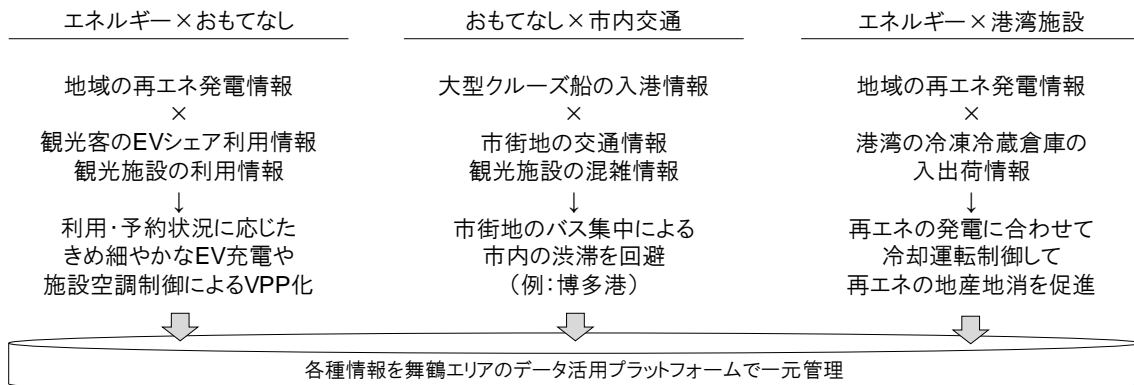 エネルギー×おもてなし
地域の再エネ発電情報
×
観光客のEVシェア利用情報
観光施設の利用情報
↓
利用・予約状況に応じた
きめ細やかなEV充電や
施設空調制御によるVPP化
おもてなし×市内交通
大型クルーズ船の入港情報
×
市街地の交通情報
観光施設の混雑情報
↓
市街地のバス集中による
市内の渋滞を回避
（例：博多港）
エネルギー×港湾施設
地域の再エネ発電情報
×
港湾の冷凍冷蔵倉庫の
入出荷情報
↓
再エネの発電に合わせて
冷却運転制御して
再エネの地産地消を促進
各種情報を舞鶴エリアのデータ活用プラットフォームで一元管理